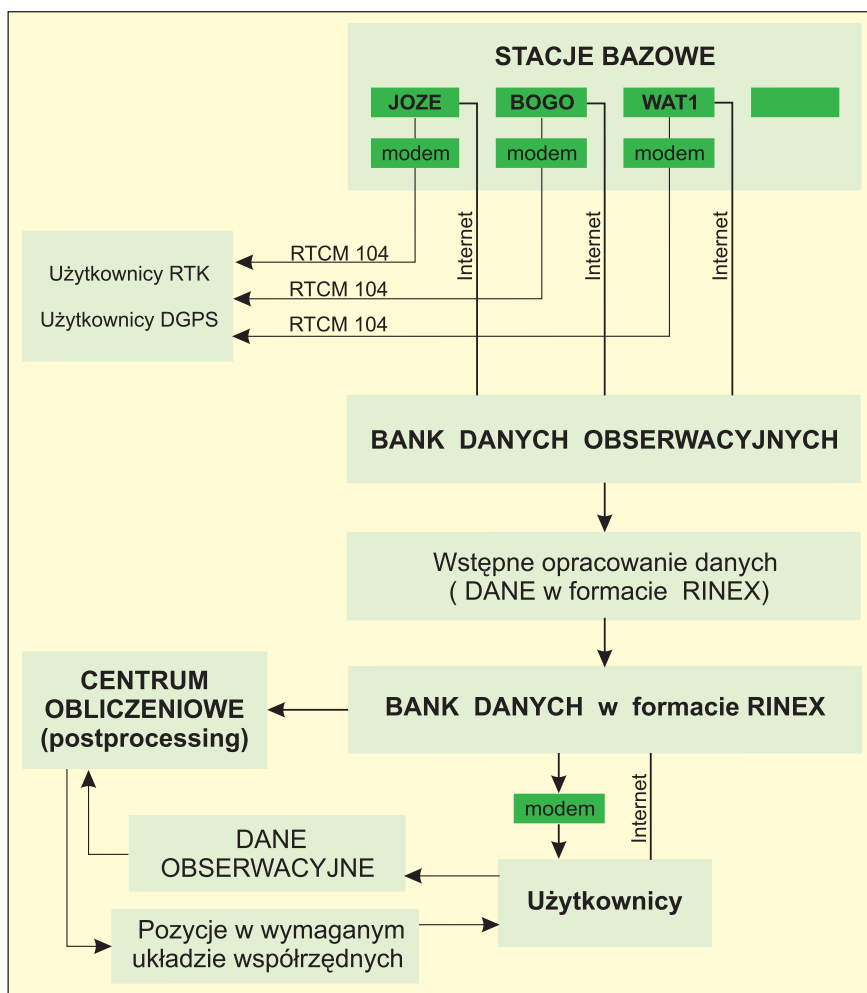 STACJE BAZOWE
JOZE
BOGO
WAT1
modem
modem
modem
Internet
Internet
Internet
RTCM 104
RTCM 104
RTCM 104
Użytkownicy RTK
Użytkownicy DGPS
BANK DANYCH OBSERWACYJNYCH
Wstępne opracowanie danych
( DANE w formacie RINEX)
BANK DANYCH w formacie RINEX
CENTRUM
OBLICZENIOWE
(postprocessing)
modem
Internet
DANE
OBSERWACYJNE
Użytkownicy
Pozycje w wymaganym
układzie współrzędnych